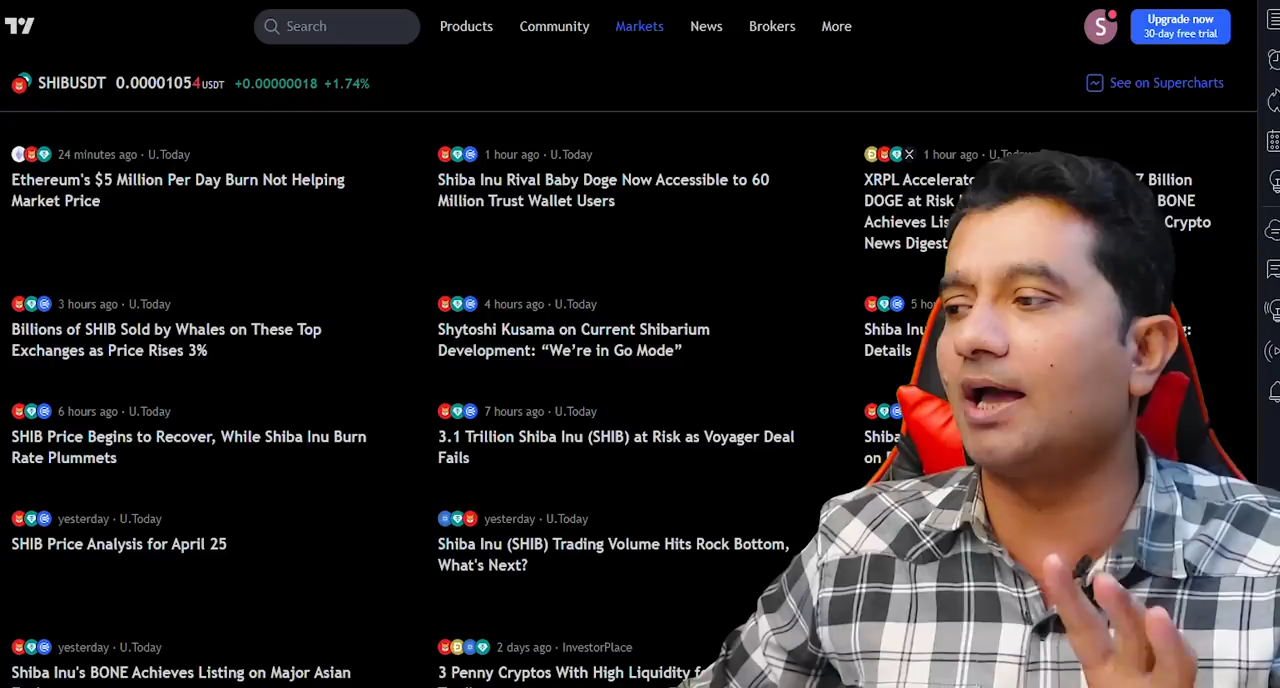 Search
Products
Community
Markets
News
Brokers
More
S
Upgrade now
30-day free trial
SHIBUSDT 0.00001054 USDT +0.00000018 +1.74%
See on Supercharts
24 minutes ago · U.Today
Ethereum's $5 Million Per Day Burn Not Helping
Market Price
1 hour ago · U.Today
Shiba Inu Rival Baby Doge Now Accessible to 60
Million Trust Wallet Users
1 hour ago
XRPL
7 Billion
DOGE at Risk
BONE
Achieves
Crypto
News Digest
3 hours ago · U.Today
Billions of SHIB Sold by Whales on These Top
Exchanges as Price Rises 3%
4 hours ago · U.Today
Shytoshi Kusama on Current Shibarium
Development: “We’re in Go Mode”
Shiba Inu
Details
6 hours ago · U.Today
SHIB Price Begins to Recover, While Shiba Inu Burn
Rate Plummets
7 hours ago · U.Today
3.1 Trillion Shiba Inu (SHIB) at Risk as Voyager Deal
Fails
Shiba
on
yesterday · U.Today
SHIB Price Analysis for April 25
yesterday · U.Today
Shiba Inu (SHIB) Trading Volume Hits Rock Bottom,
What's Next?
yesterday · U.Today
Shiba Inu's BONE Achieves Listing on Major Asian
2 days ago · InvestorPlace
3 Penny Cryptos With High Liquidity